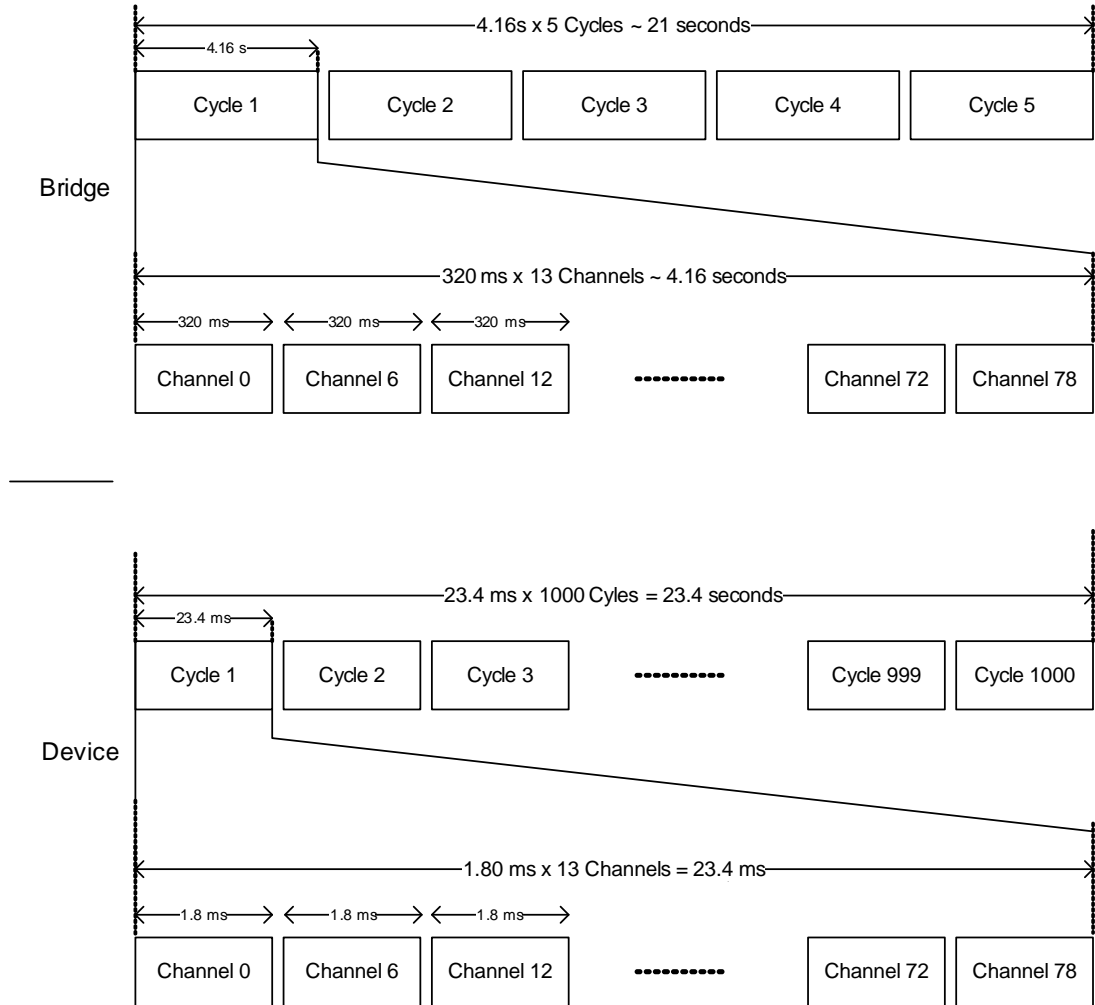 4.16s x 5 Cycles ~ 21 seconds
4.16 s
Cycle 1 Cycle 2 Cycle 3 Cycle 4 Cycle 5
Bridge
320 ms x 13 Channels ~ 4.16 seconds
320 ms 320 ms 320 ms
Channel 0 Channel 6 Channel 12 Channel 72 Channel 78
23.4 ms x 1000 Cyles = 23.4 seconds
23.4 ms
Cycle 1 Cycle 2 Cycle 3 Cycle 999 Cycle 1000
Device
1.80 ms x 13 Channels = 23.4 ms
1.8 ms 1.8 ms 1.8 ms
Channel 0 Channel 6 Channel 12 Channel 72 Channel 78